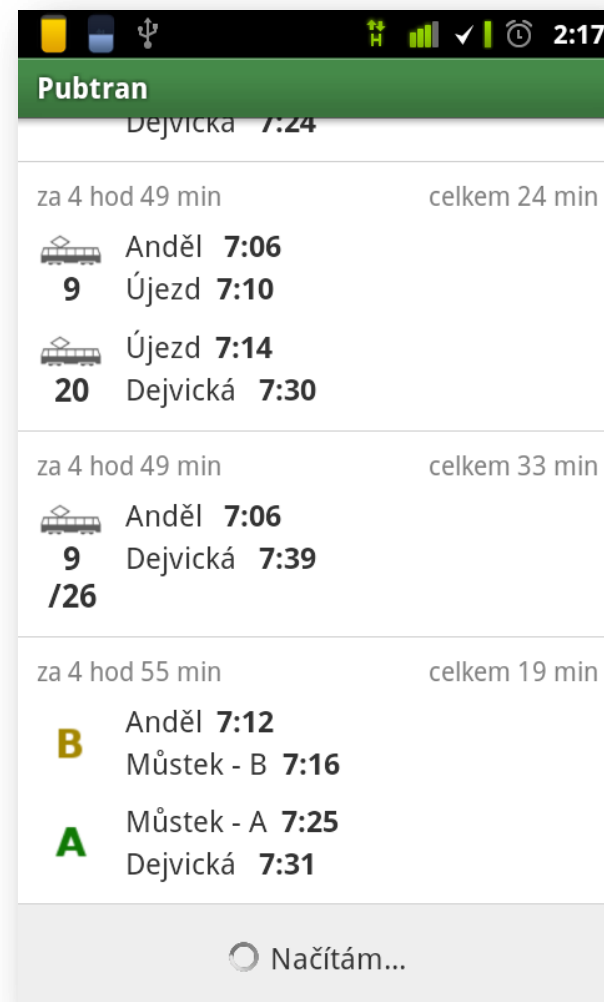 2:17
Pubtran
Dejvická 7:24
za 4 hod 49 min celkem 24 min
Anděl 7:06
9 Újezd 7:10
Újezd 7:14
20 Dejvická 7:30
za 4 hod 49 min celkem 33 min
Anděl 7:06
9 Dejvická 7:39
/26
za 4 hod 55 min celkem 19 min
B Anděl 7:12
Můstek - B 7:16
A Můstek - A 7:25
Dejvická 7:31
Načítám...